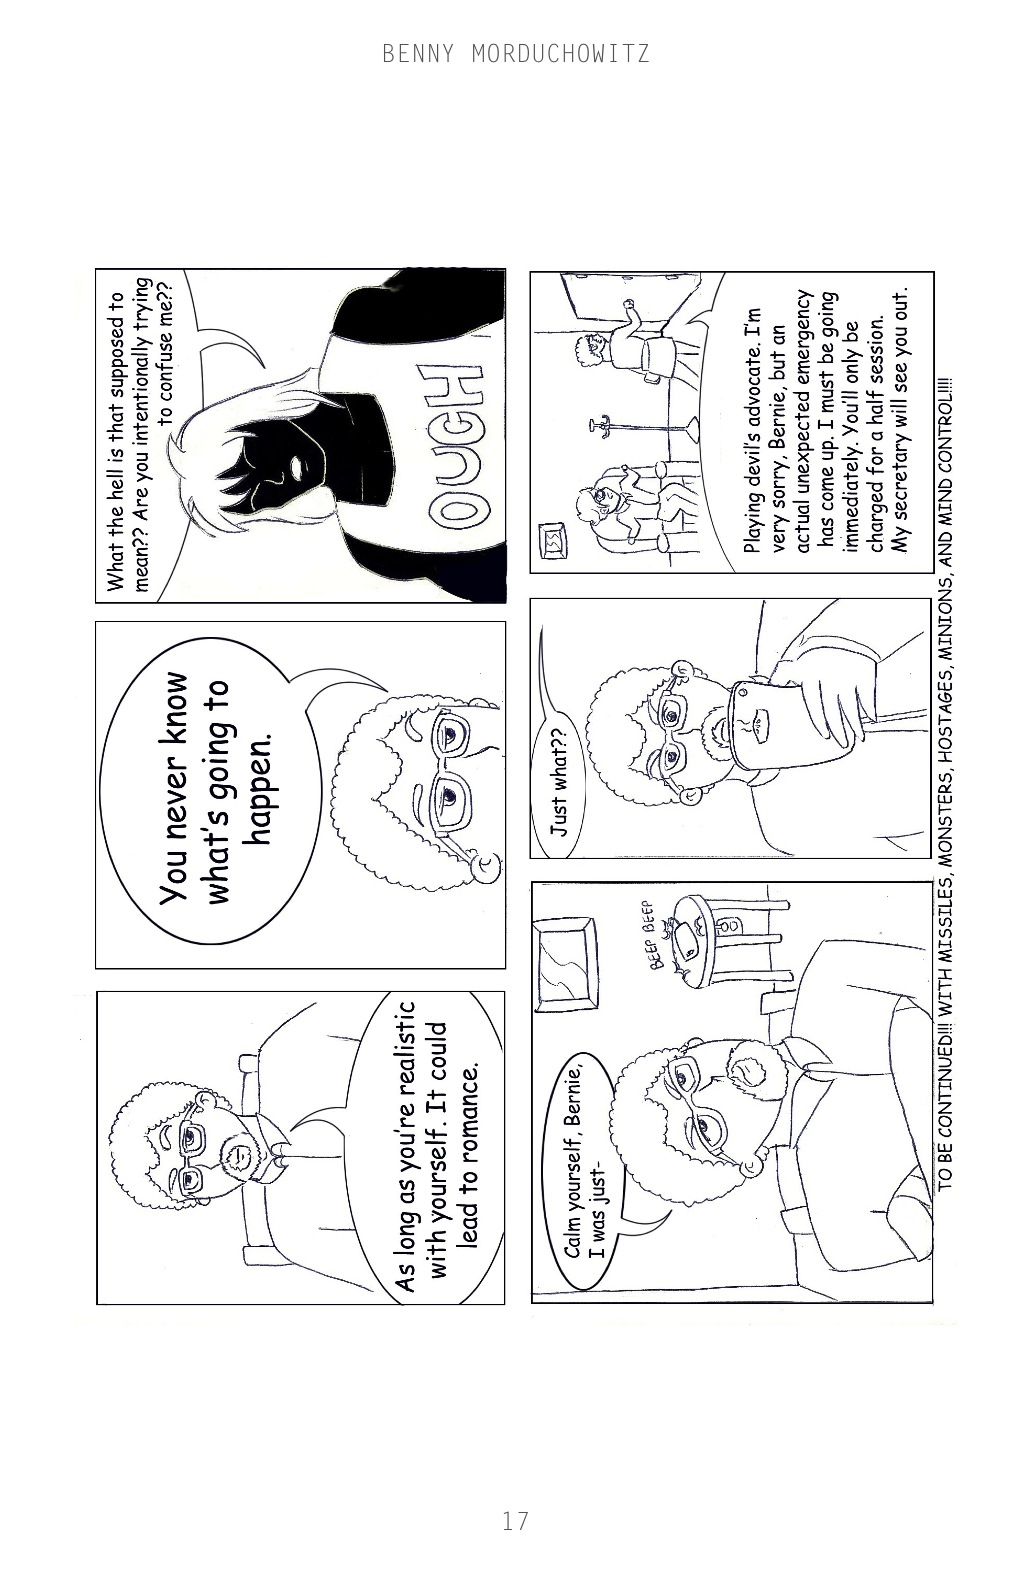 BENNY MORDUCHOWITZ
As long as you're realistic
with yourself. It could
lead to romance.
You never know
what's going to
happen.
What the hell is that supposed to
mean?? Are you intentionally trying
to confuse me??
OUGH
Calm yourself, Bernie,
I was just-
BEEP BEEP
Just what??
Playing devil's advocate. I'm
very sorry, Bernie, but an
actual unexpected emergency
has come up. I must be going
immediately. You'll only be
charged for a half session.
My secretary will see you out.
TO BE CONTINUED!!! WITH MISSILES, MONSTERS, HOSTAGES, MINIONS, AND MIND CONTROL!!!!
17